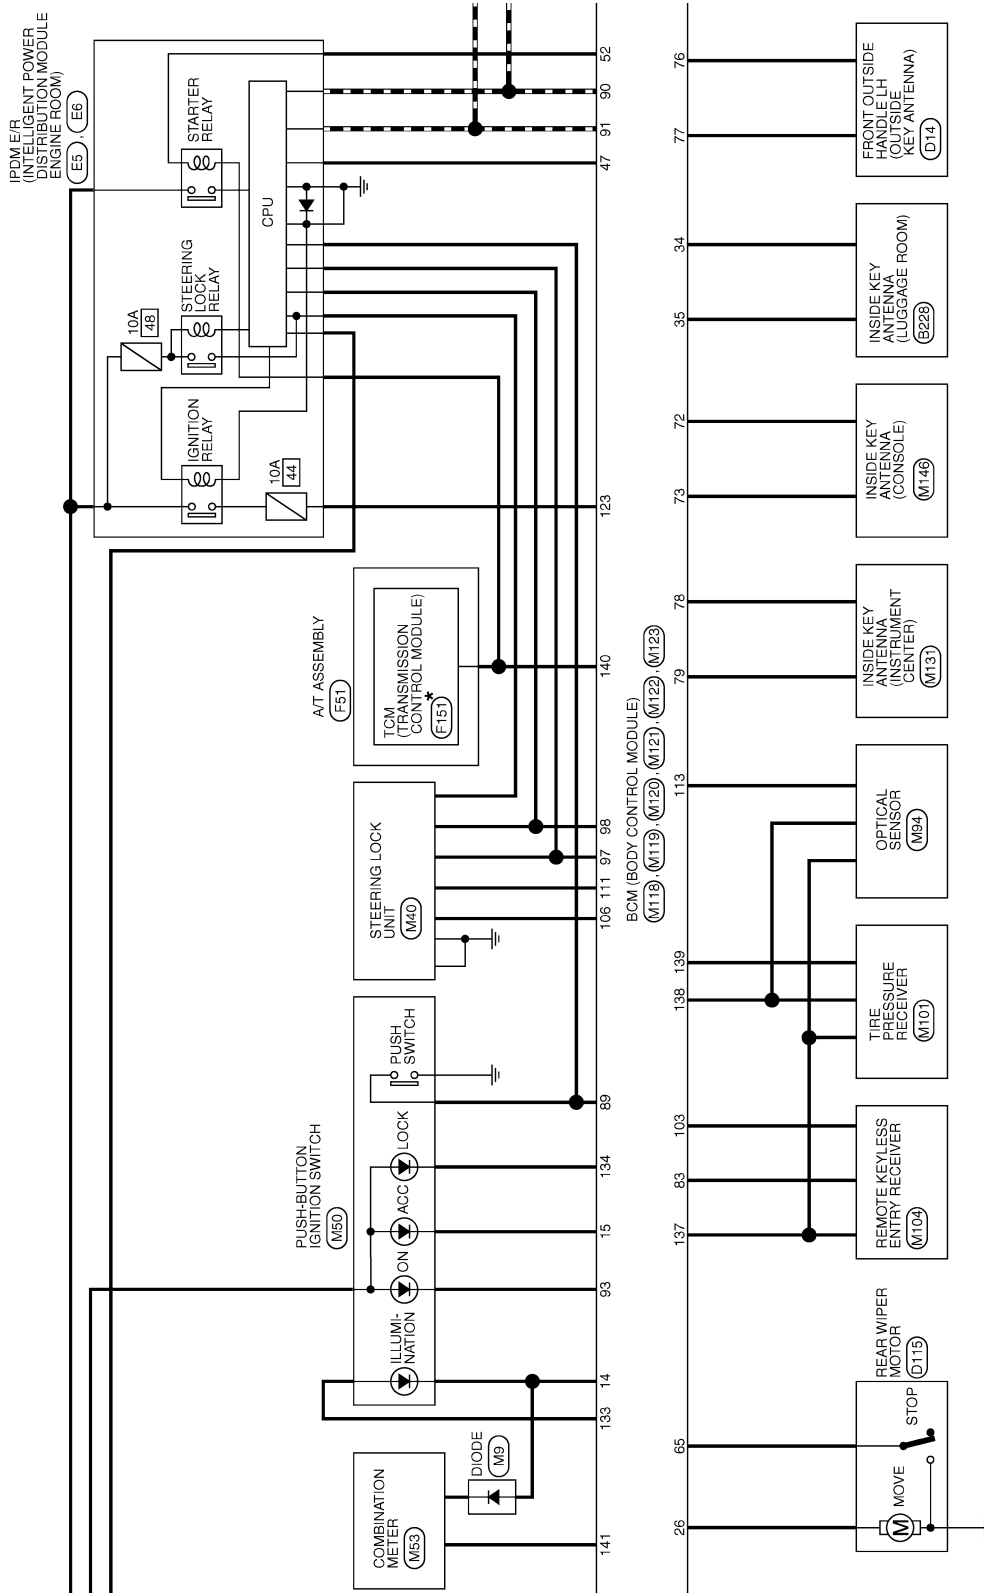 IPDM E/R
(INTELLIGENT POWER
DISTRIBUTION MODULE
ENGINE ROOM)
E5 , E6
STARTER
RELAY
CPU
STEERING
LOCK
RELAY
10A
48
IGNITION
RELAY
10A
44
52
90
91
47
123
A/T ASSEMBLY
F51
TCM
(TRANSMISSION
CONTROL MODULE)
*
F151
140
STEERING LOCK
UNIT
M40
98
97
111
106
PUSH-BUTTON
IGNITION SWITCH
M50
PUSH
SWITCH
LOCK
ACC
ON
ILLUMI-
NATION
89
134
15
93
14
133
COMBINATION
METER
M53
DIODE
M9
141
BCM (BODY CONTROL MODULE)
M118 , M119 , M120 , M121 , M122 , M123
76
77
FRONT OUTSIDE
HANDLE LH
(OUTSIDE
KEY ANTENNA)
D14
34
35
INSIDE KEY
ANTENNA
(LUGGAGE ROOM)
B228
72
73
INSIDE KEY
ANTENNA
(CONSOLE)
M146
78
79
INSIDE KEY
ANTENNA
(INSTRUMENT
CENTER)
M131
113
OPTICAL
SENSOR
M94
139
138
TIRE
PRESSURE
RECEIVER
M101
103
83
137
REMOTE KEYLESS
ENTRY RECEIVER
M104
65
26
REAR WIPER
MOTOR
D115
STOP
MOVE
M